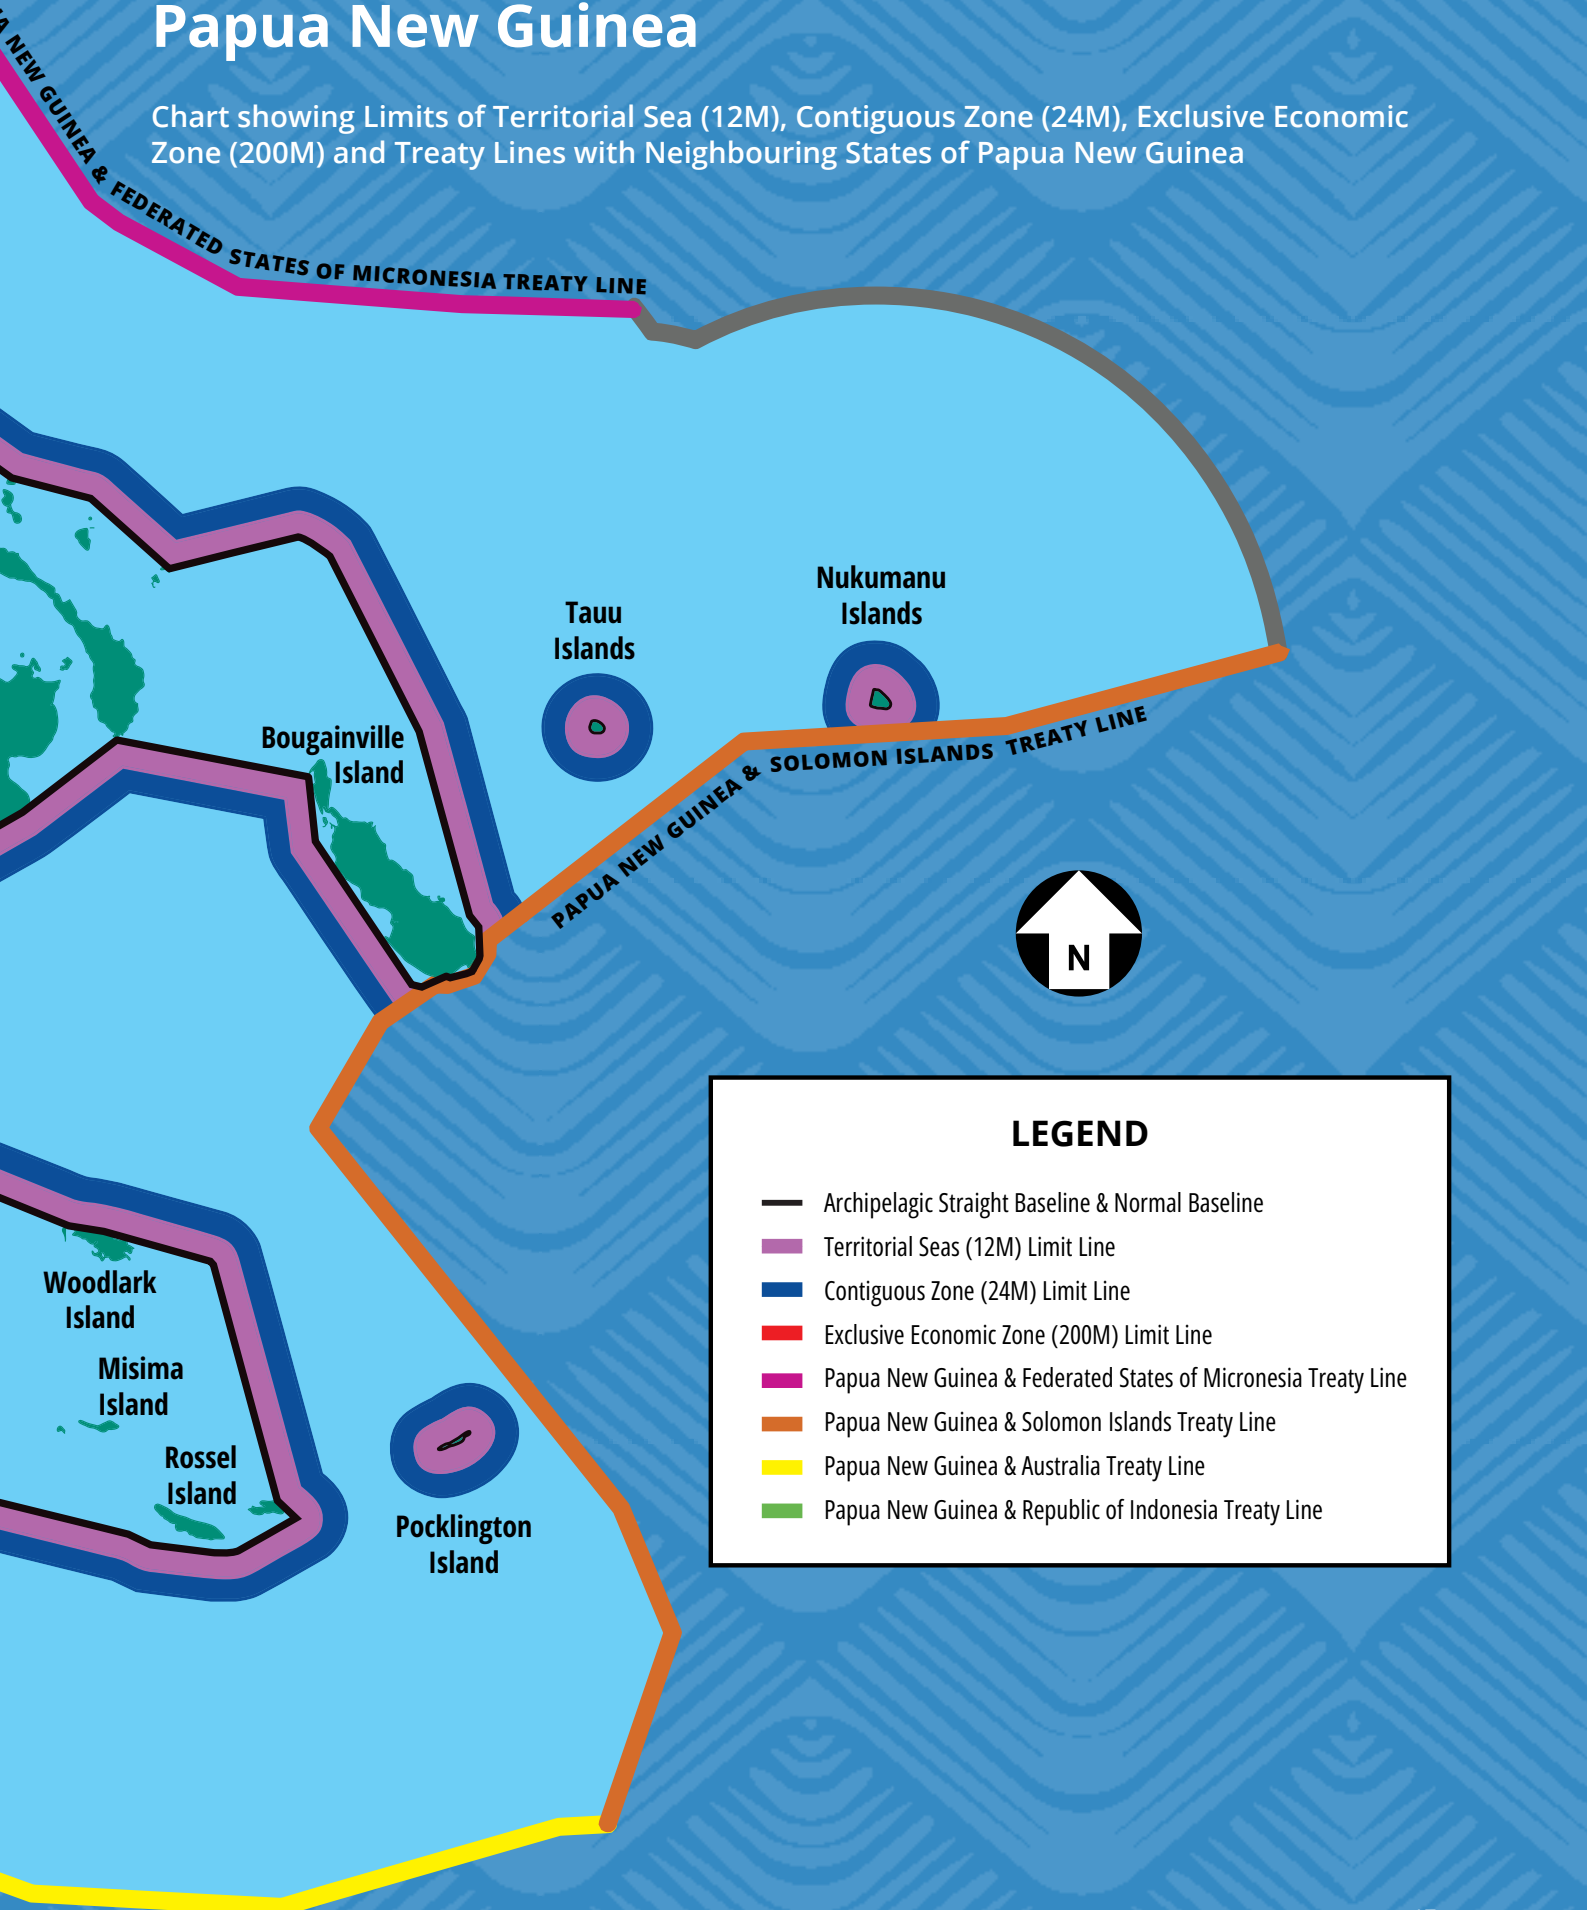 Papua New Guinea
Chart showing Limits of Territorial Sea (12M), Contiguous Zone (24M), Exclusive Economic
Zone (200M) and Treaty Lines with Neighbouring States of Papua New Guinea
NEW GUINEA & FEDERATED STATES OF MICRONESIA TREATY LINE
Nukumanu
Islands
Tauu
Islands
Bougainville
Island
PAPUA NEW GUINEA & SOLOMON ISLANDS TREATY LINE
N
LEGEND
Archipelagic Straight Baseline & Normal Baseline
Territorial Seas (12M) Limit Line
Contiguous Zone (24M) Limit Line
Exclusive Economic Zone (200M) Limit Line
Papua New Guinea & Federated States of Micronesia Treaty Line
Papua New Guinea & Solomon Islands Treaty Line
Papua New Guinea & Australia Treaty Line
Papua New Guinea & Republic of Indonesia Treaty Line
Woodlark
Island
Misima
Island
Rossel
Island
Pocklington
Island